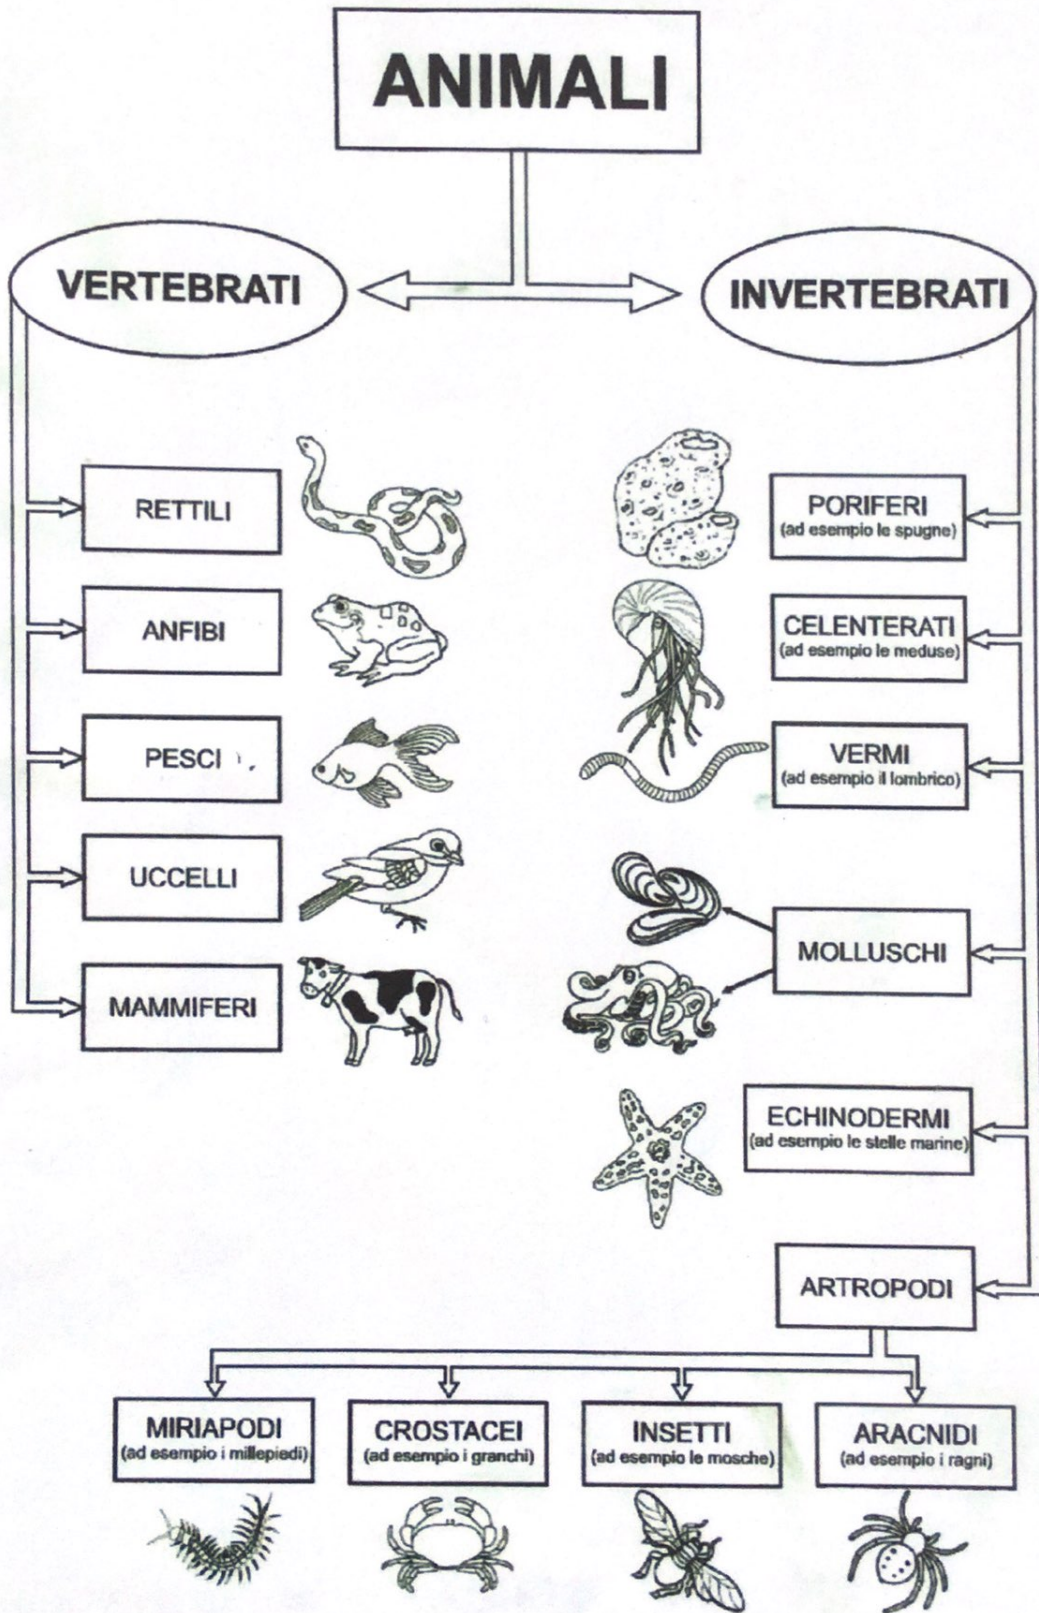 ANIMALI
VERTEBRATI
INVERTEBRATI
RETTILI
ANFIBI
PESCI
UCCELLI
MAMMIFERI
PORIFERI
(ad esempio le spugne)
CELENTERATI
(ad esempio le meduse)
VERMI
(ad esempio il lombrico)
MOLLUSCHI
ECHINODERMI
(ad esempio le stelle marine)
ARTROPODI
MIRIAPODI
(ad esempio i millepiedi)
CROSTACEI
(ad esempio i granchi)
INSETTI
(ad esempio le mosche)
ARACNIDI
(ad esempio i ragni)